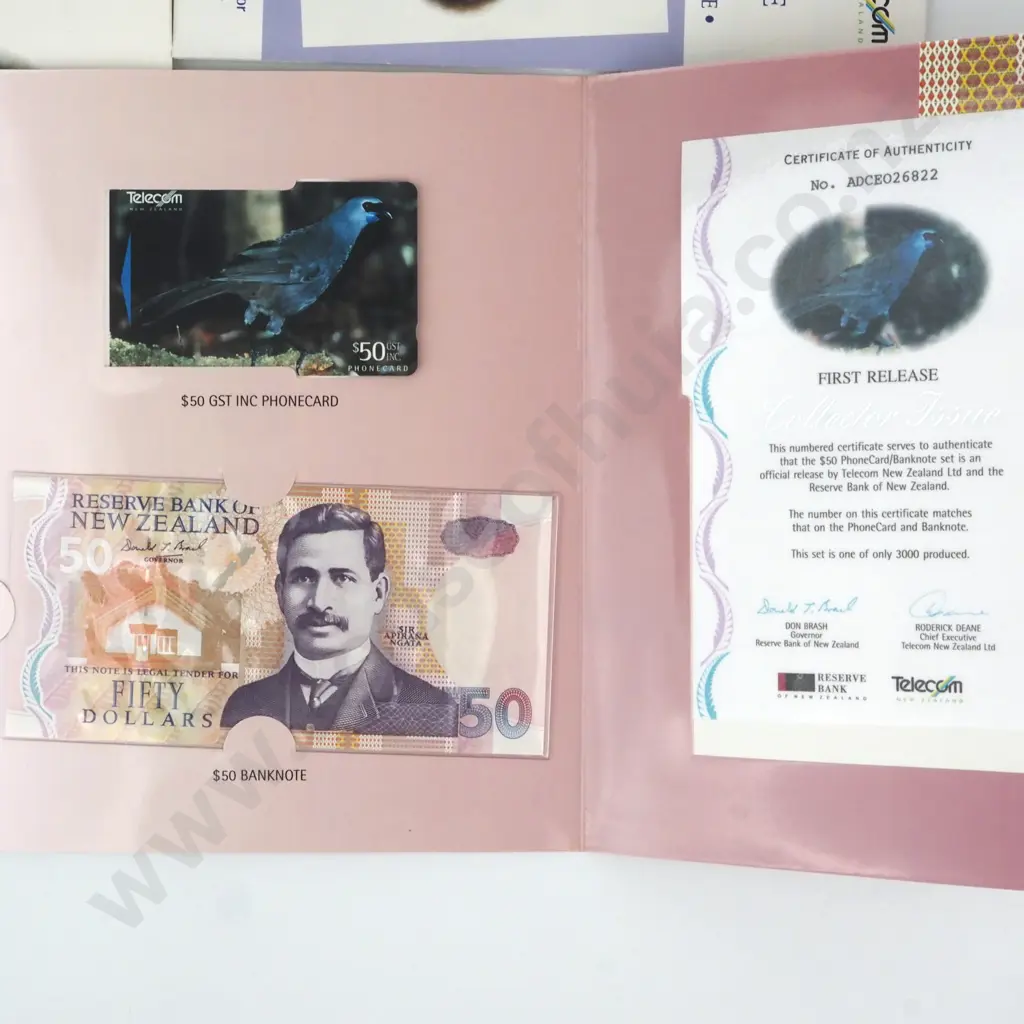 or
E •
Telecom
NEW ZEALAND
$50 GST INC.
PHONECARD
$50 GST INC PHONECARD
RESERVE BANK OF
NEW ZEALAND
50
Donald T. Brash
GOVERNOR
SIR
APIRANA
NGATA
THIS NOTE IS LEGAL TENDER FOR
FIFTY
DOLLARS
50
$50 BANKNOTE
CERTIFICATE OF AUTHENTICITY
No. ADCE026822
FIRST RELEASE
Collector Issue
This numbered certificate serves to authenticate
that the $50 PhoneCard/Banknote set is an
official release by Telecom New Zealand Ltd and the
Reserve Bank of New Zealand.
The number on this certificate matches
that on the PhoneCard and Banknote.
This set is one of only 3000 produced.
Donald T. Brash
DON BRASH
Governor
Reserve Bank of New Zealand
RODERICK DEANE
Chief Executive
Telecom New Zealand Ltd
RESERVE
BANK
OF NEW ZEALAND
Telecom
NEW ZEALAND